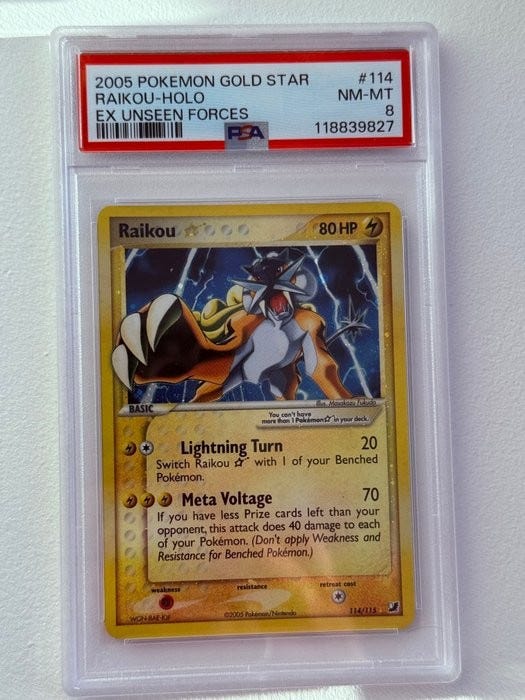 2005 POKEMON GOLD STAR #114
RAIKOU-HOLO NM-MT
EX UNSEEN FORCES 8
PSA 118839827
Raikou ☆ 80 HP
Illus. Masakazu Fukuda
BASIC
You can't have
more than 1 Pokémon☆ in your deck.
Lightning Turn 20
Switch Raikou ☆ with 1 of your Benched
Pokémon.
Meta Voltage 70
If you have less Prize cards left than your
opponent, this attack does 40 damage to each
of your Pokémon. (Don't apply Weakness and
Resistance for Benched Pokémon.)
weakness resistance retreat cost
©2005 Pokémon/Nintendo 114/115